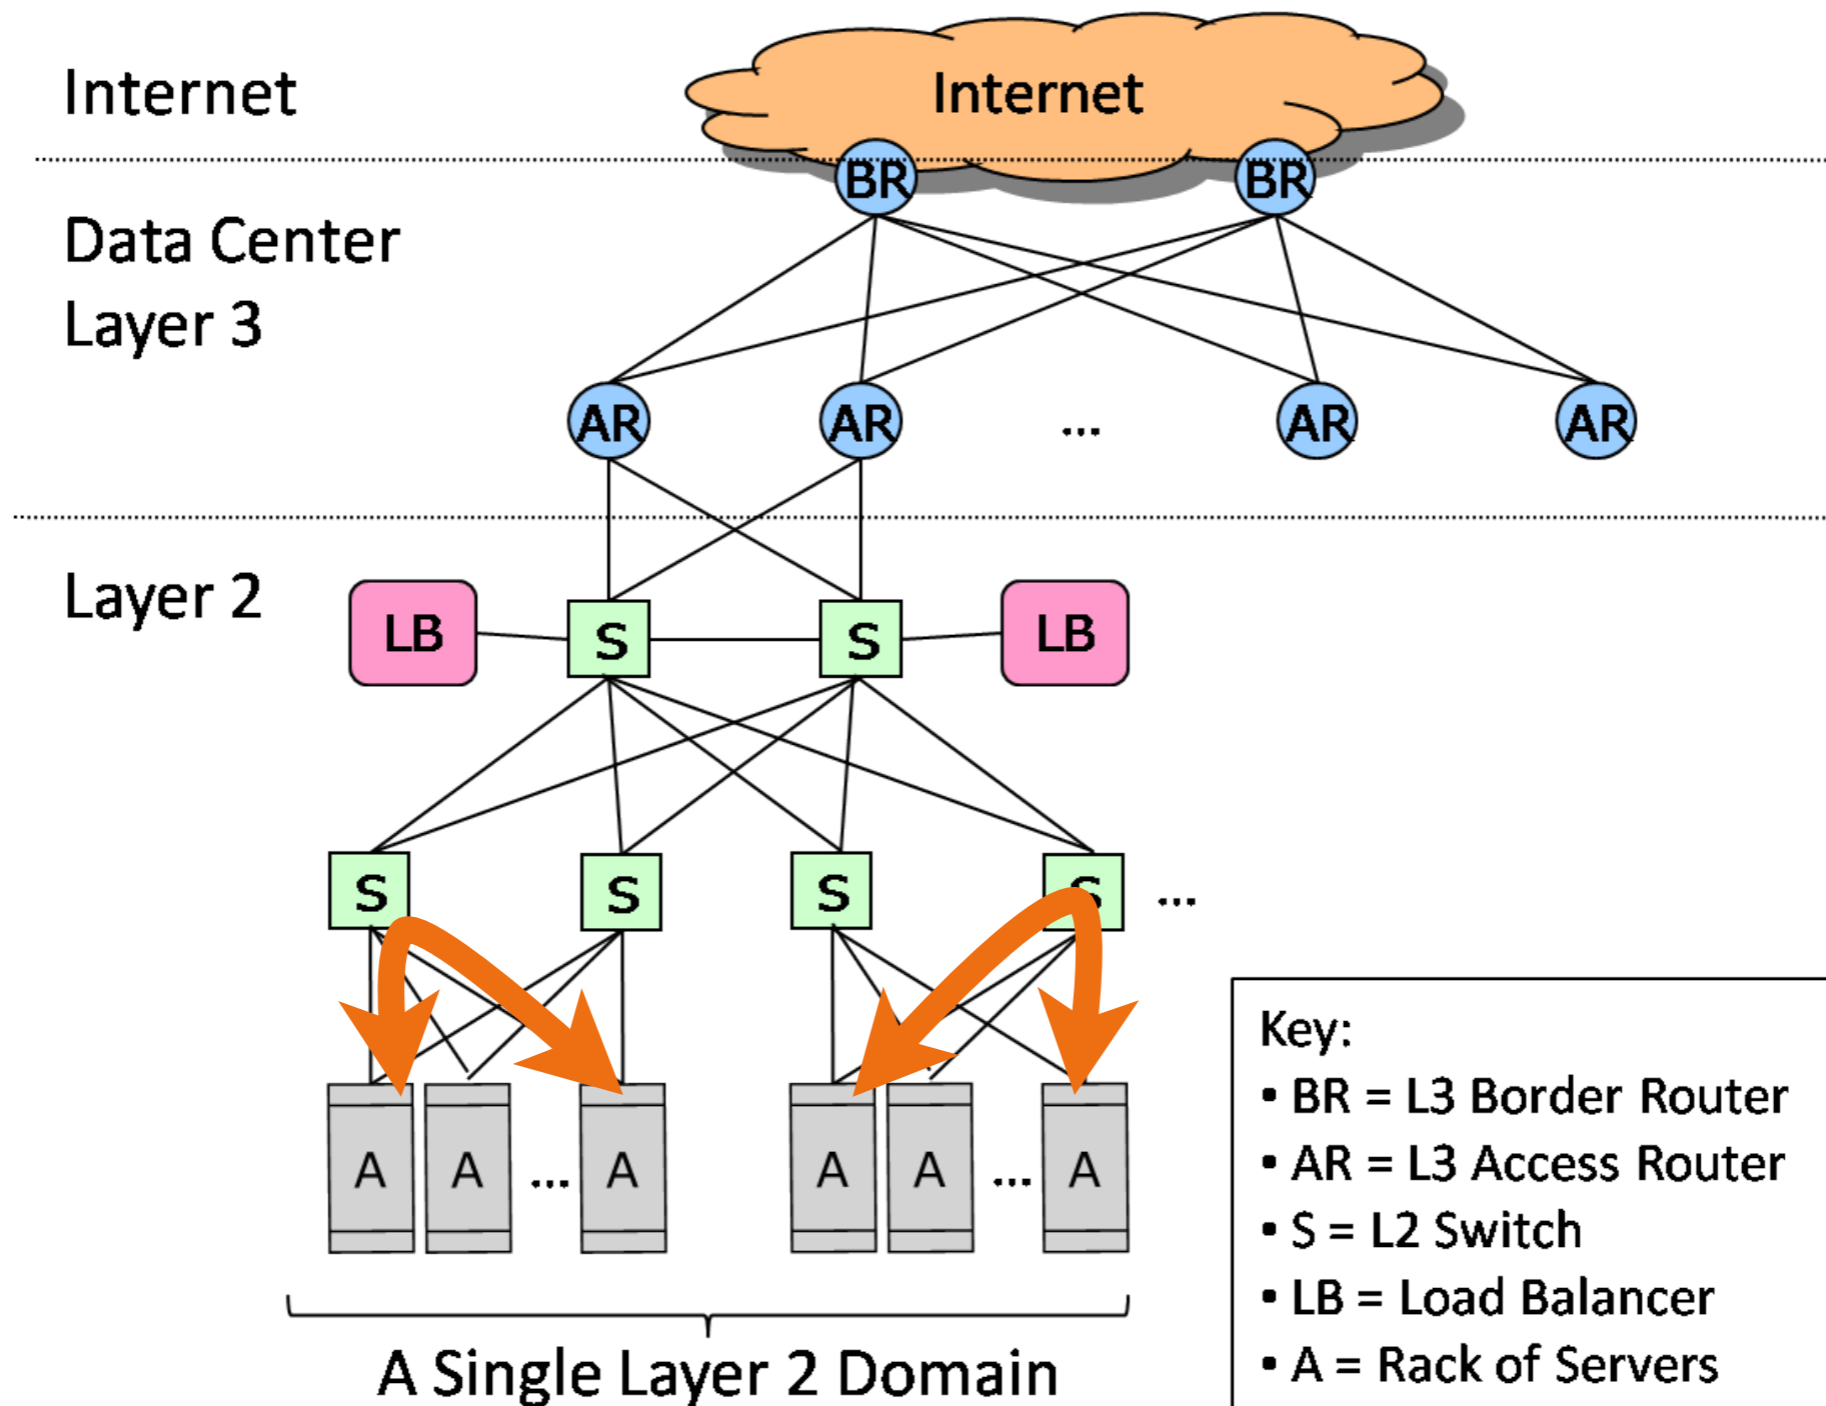 Internet
Internet
BR BR
Data Center
Layer 3
AR AR ... AR AR
Layer 2
LB S S LB
S S S S ...
A A ... A A A ... A
A Single Layer 2 Domain
Key:
• BR = L3 Border Router
• AR = L3 Access Router
• S = L2 Switch
• LB = Load Balancer
• A = Rack of Servers